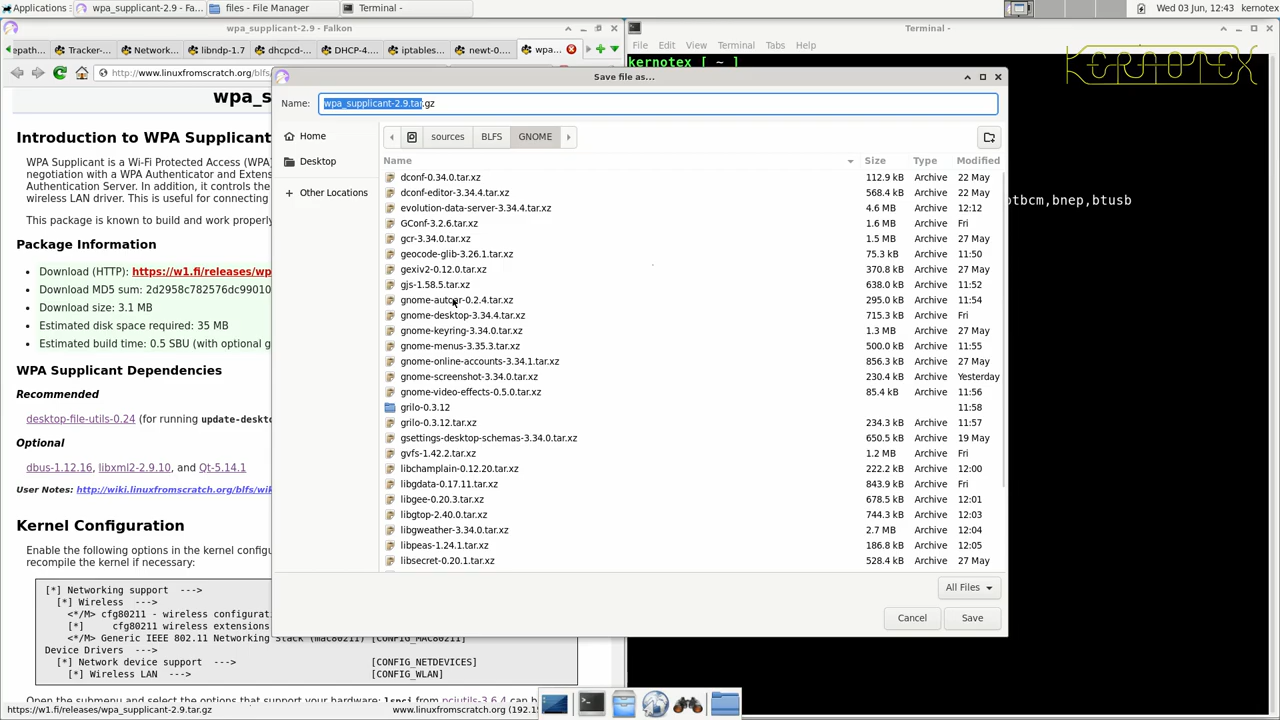 Applications
wpa_supplicant-2.9 - Fa...
files - File Manager
Terminal -
Wed 03 Jun, 12:43
kernotex
wpa_supplicant-2.9 - Falkon
Terminal -
epath...
Tracker-...
Network...
libndp-1.7
dhcpcd-...
DHCP-4....
iptables...
newt-0....
wpa...
File Edit View Terminal Tabs Help
http://www.linuxfromscratch.org/blfs
kernotex [ ~ ]
KERNOTEX
Save file as...
Name:
wpa_supplicant-2.9.tar.gz
Home
Desktop
Other Locations
sources
BLFS
GNOME
Name Size Type Modified
dconf-0.34.0.tar.xz 112.9 kB Archive 22 May
dconf-editor-3.34.4.tar.xz 568.4 kB Archive 22 May
evolution-data-server-3.34.4.tar.xz 4.6 MB Archive 12:12
GConf-3.2.6.tar.xz 1.6 MB Archive Fri
gcr-3.34.0.tar.xz 1.5 MB Archive 27 May
geocode-glib-3.26.1.tar.xz 75.3 kB Archive 11:50
gexiv2-0.12.0.tar.xz 370.8 kB Archive 27 May
gjs-1.58.5.tar.xz 638.0 kB Archive 11:52
gnome-autoar-0.2.4.tar.xz 295.0 kB Archive 11:54
gnome-desktop-3.34.4.tar.xz 715.3 kB Archive Fri
gnome-keyring-3.34.0.tar.xz 1.3 MB Archive 27 May
gnome-menus-3.35.3.tar.xz 500.0 kB Archive 11:55
gnome-online-accounts-3.34.1.tar.xz 856.3 kB Archive 27 May
gnome-screenshot-3.34.0.tar.xz 230.4 kB Archive Yesterday
gnome-video-effects-0.5.0.tar.xz 85.4 kB Archive 11:56
grilo-0.3.12 11:58
grilo-0.3.12.tar.xz 234.3 kB Archive 11:57
gsettings-desktop-schemas-3.34.0.tar.xz 650.5 kB Archive 19 May
gvfs-1.42.2.tar.xz 1.2 MB Archive Fri
libchamplain-0.12.20.tar.xz 222.2 kB Archive 12:00
libgdata-0.17.11.tar.xz 843.9 kB Archive Fri
libgee-0.20.3.tar.xz 678.5 kB Archive 12:01
libgtop-2.40.0.tar.xz 744.3 kB Archive 12:03
libgweather-3.34.0.tar.xz 2.7 MB Archive 12:04
libpeas-1.24.1.tar.xz 186.8 kB Archive 12:05
libsecret-0.20.1.tar.xz 528.4 kB Archive 27 May
All Files
Cancel
Save
otbcm,bnep,btusb
wpa_s
Introduction to WPA Supplicant
WPA Supplicant is a Wi-Fi Protected Access (WPA)
negotiation with a WPA Authenticator and
Authentication Server. In addition, it controls the
wireless LAN driver. This is useful for connecting
This package is known to build and work properly
Package Information
Download (HTTP): https://w1.fi/releases/wp
Download MD5 sum: 2d2958c782576dc99010
Download size: 3.1 MB
Estimated disk space required: 35 MB
Estimated build time: 0.5 SBU (with optional
WPA Supplicant Dependencies
Recommended
desktop-file-utils-0.24 (for running update-deskt
Optional
dbus-1.12.16, libxml2-2.9.10, and Qt-5.14.1
User Notes: http://wiki.linuxfromscratch.org/blfs/wik
Kernel Configuration
Enable the following options in the kernel config
recompile the kernel if necessary:
[*] Networking support --->
[*] Wireless --->
<*/M> cfg80211 - wireless configurat
[*] cfg80211 wireless extensions
<*/M> Generic IEEE 802.11 Networking Stack (mac80211) [CONFIG_MAC80211]
Device Drivers --->
[*] Network device support ---> [CONFIG_NETDEVICES]
[*] Wireless LAN ---> [CONFIG_WLAN]
Open the submenu and select the options that support your hardware: lspci from pciutils-3.6.4 can b
https://w1.fi/releases/wpa_supplicant-2.9.tar.gz
www.linuxfromscratch.org (192.1